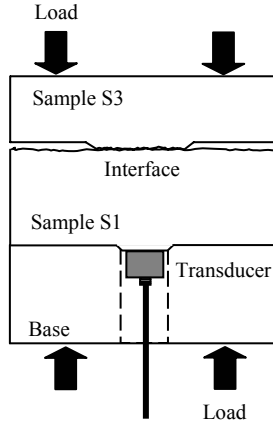 Load
Sample S3
Interface
Sample S1
Transducer
Base
Load